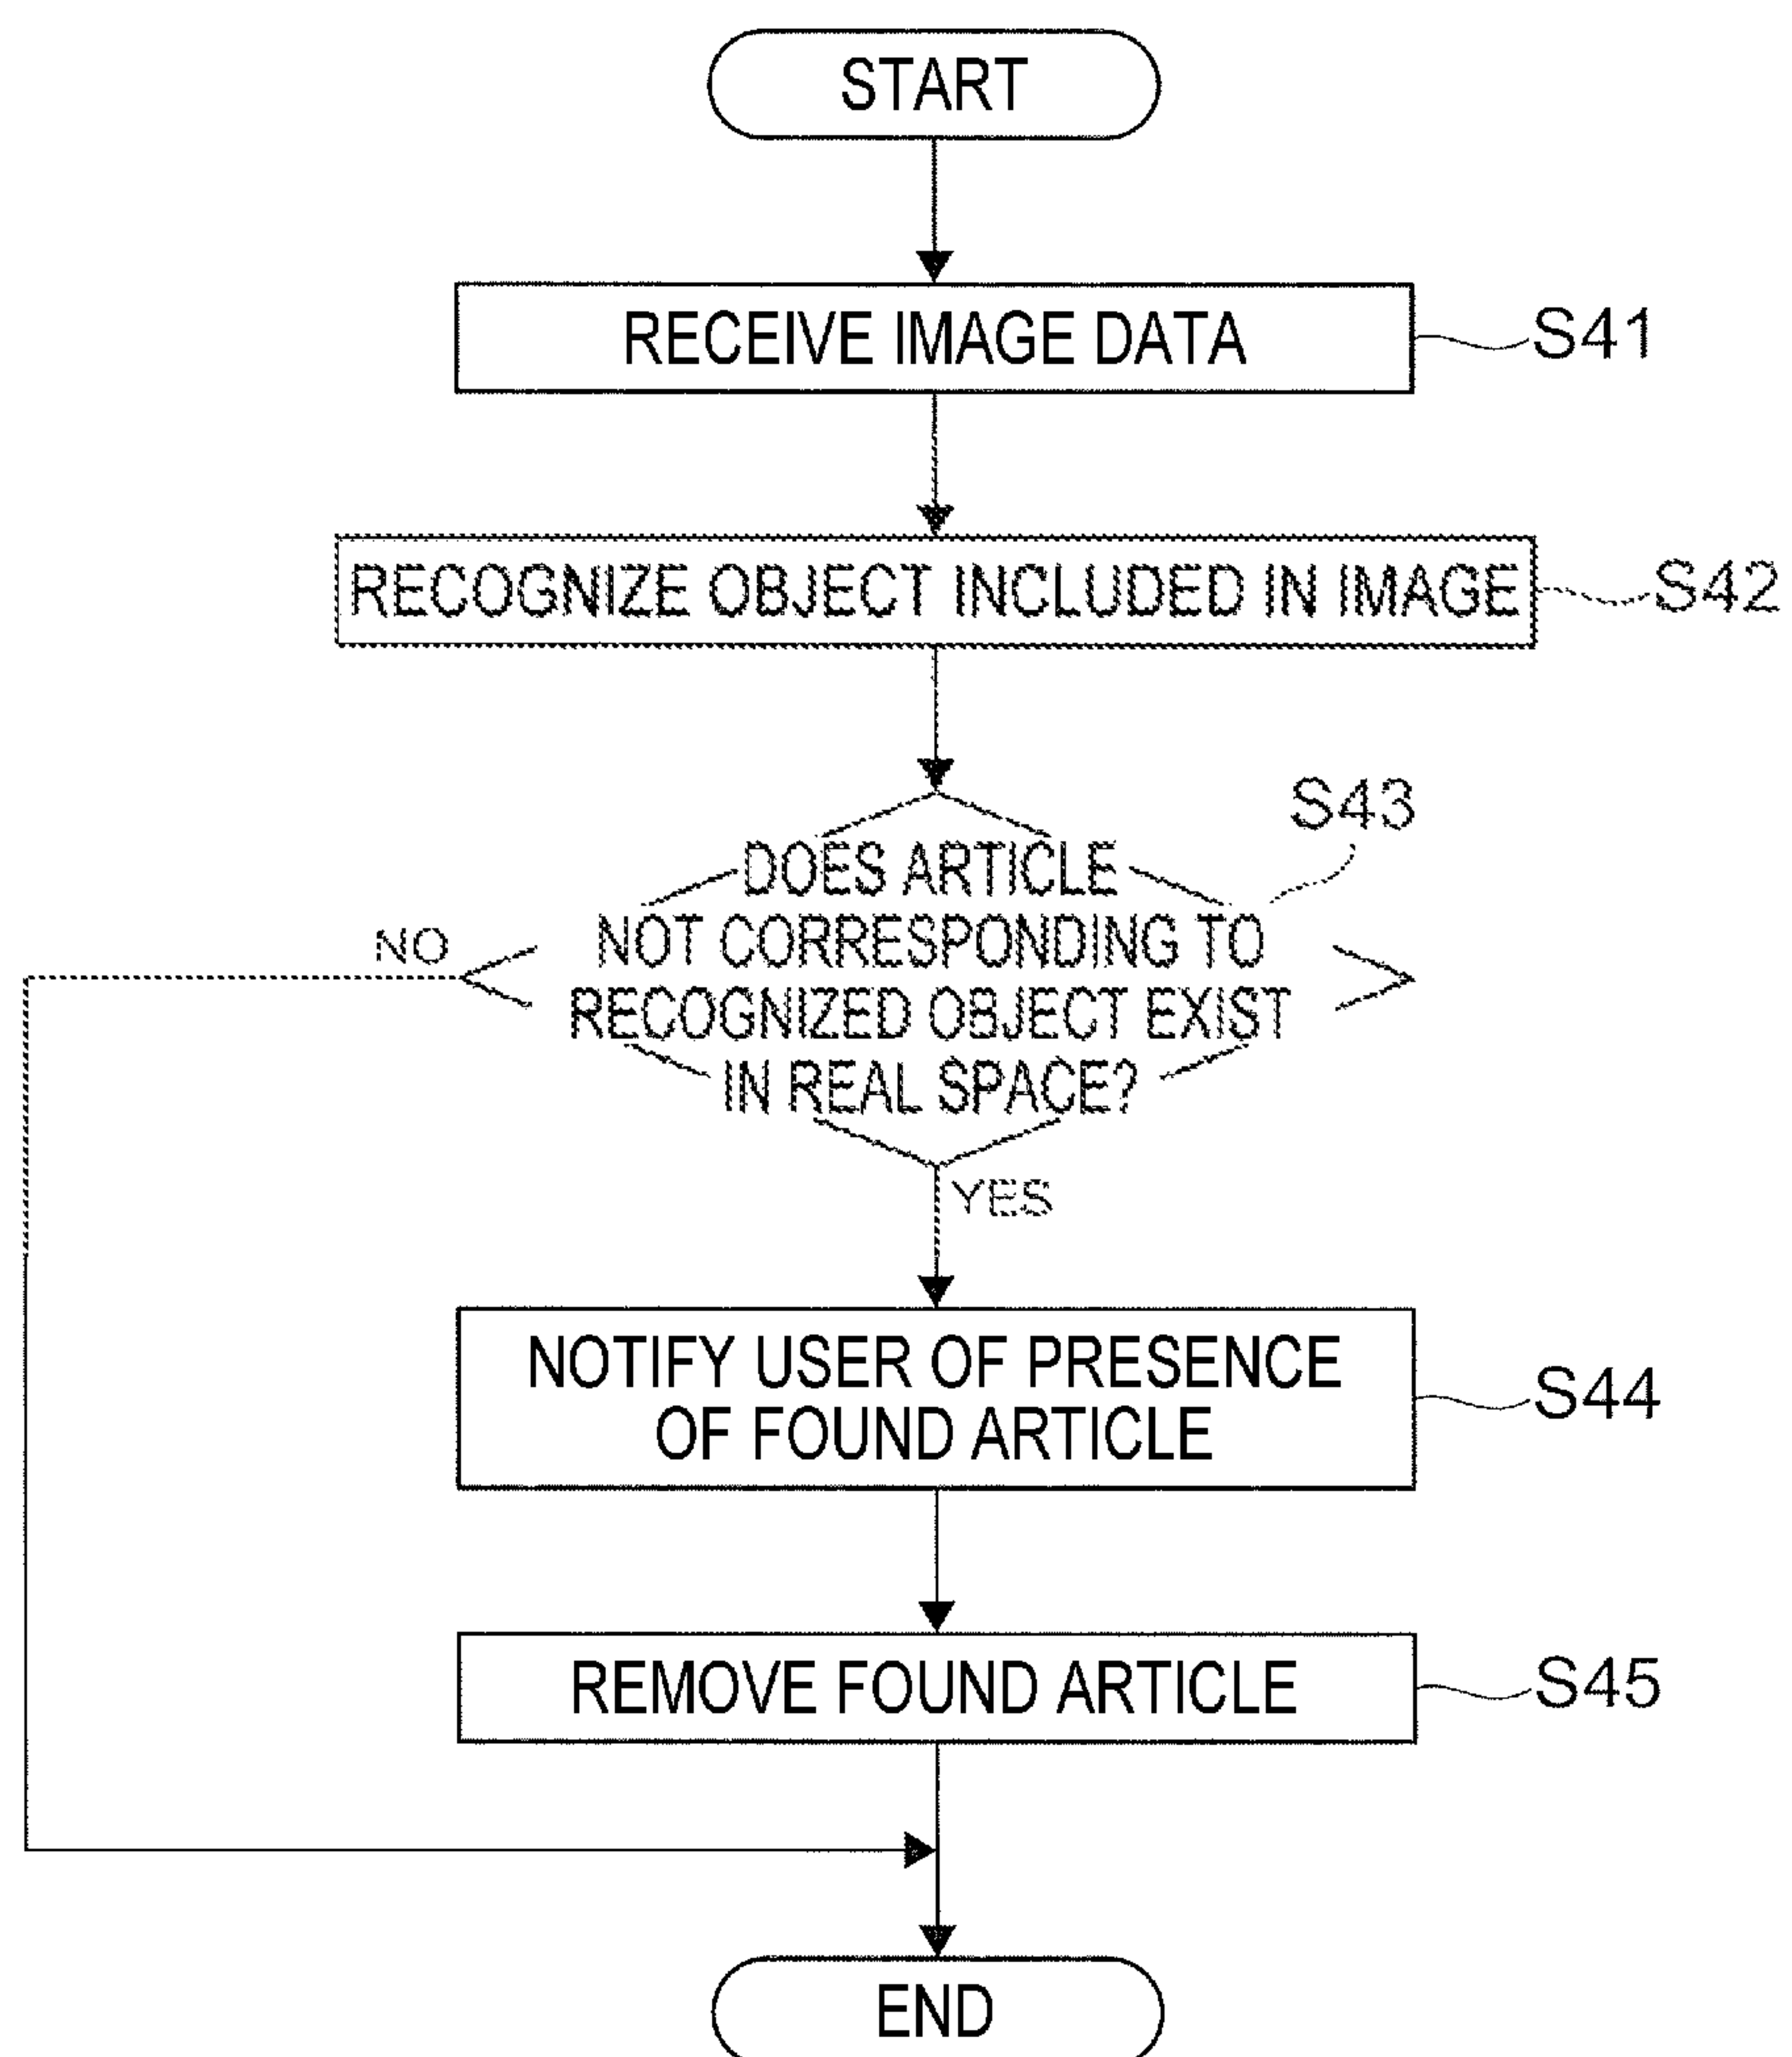 START
RECEIVE IMAGE DATA
S41
RECOGNIZE OBJECT INCLUDED IN IMAGE
S42
S43
DOES ARTICLE
NOT CORRESPONDING TO
RECOGNIZED OBJECT EXIST
IN REAL SPACE?
NO
YES
NOTIFY USER OF PRESENCE
OF FOUND ARTICLE
S44
REMOVE FOUND ARTICLE
S45
END